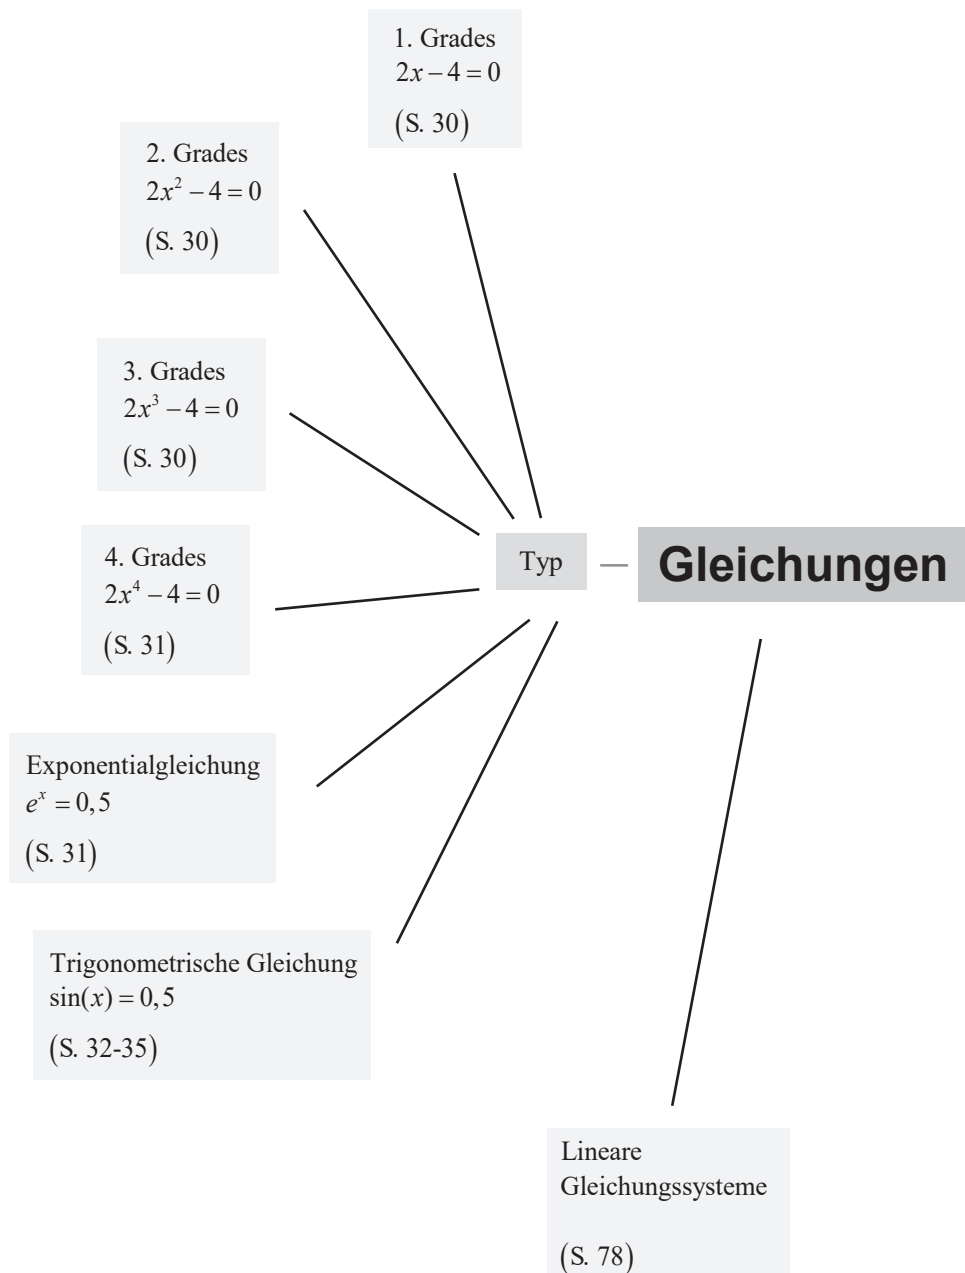 1. Grades
2x – 4 = 0
(S. 30)
2. Grades
2x² – 4 = 0
(S. 30)
3. Grades
2x³ – 4 = 0
(S. 30)
4. Grades
2x⁴ – 4 = 0
(S. 31)
Typ
Gleichungen
Exponentialgleichung
eˣ = 0,5
(S. 31)
Trigonometrische Gleichung
sin(x) = 0,5
(S. 32-35)
Lineare
Gleichungssysteme
(S. 78)